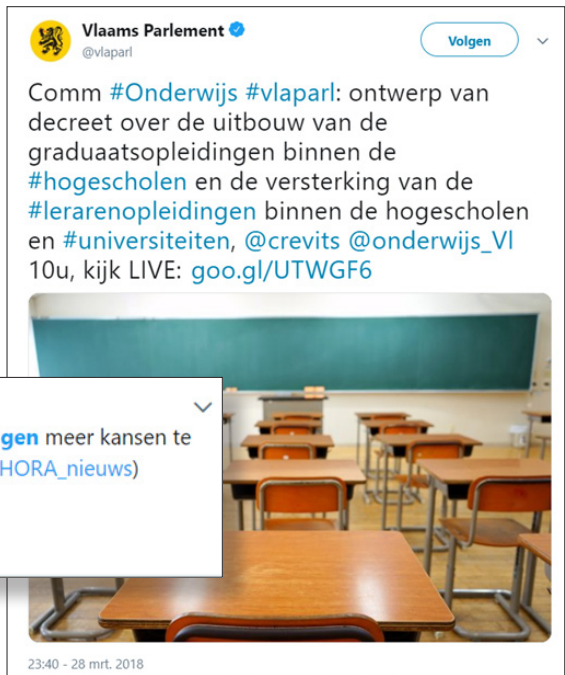 Vlaams Parlement
@vlaparl
Volgen
Comm #Onderwijs #vlaparl: ontwerp van
decreet over de uitbouw van de
graduaatsopleidingen binnen de
#hogescholen en de versterking van de
#lerarenopleidingen binnen de hogescholen
en #universiteiten, @crevits @onderwijs_Vl
10u, kijk LIVE: goo.gl/UTWGF6
gen meer kansen te
HORA_nieuws)
23:40 - 28 mrt. 2018